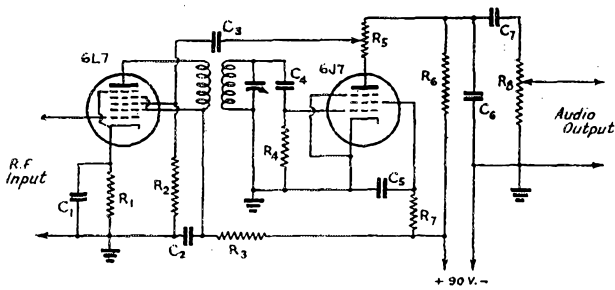 C3
R5
C7
6L7
C4
6J7
R6
R8
C6
Audio
Output
R.F
Input
R4
C1
R1
R2
C5
R7
C2
R3
+ 90 V. -